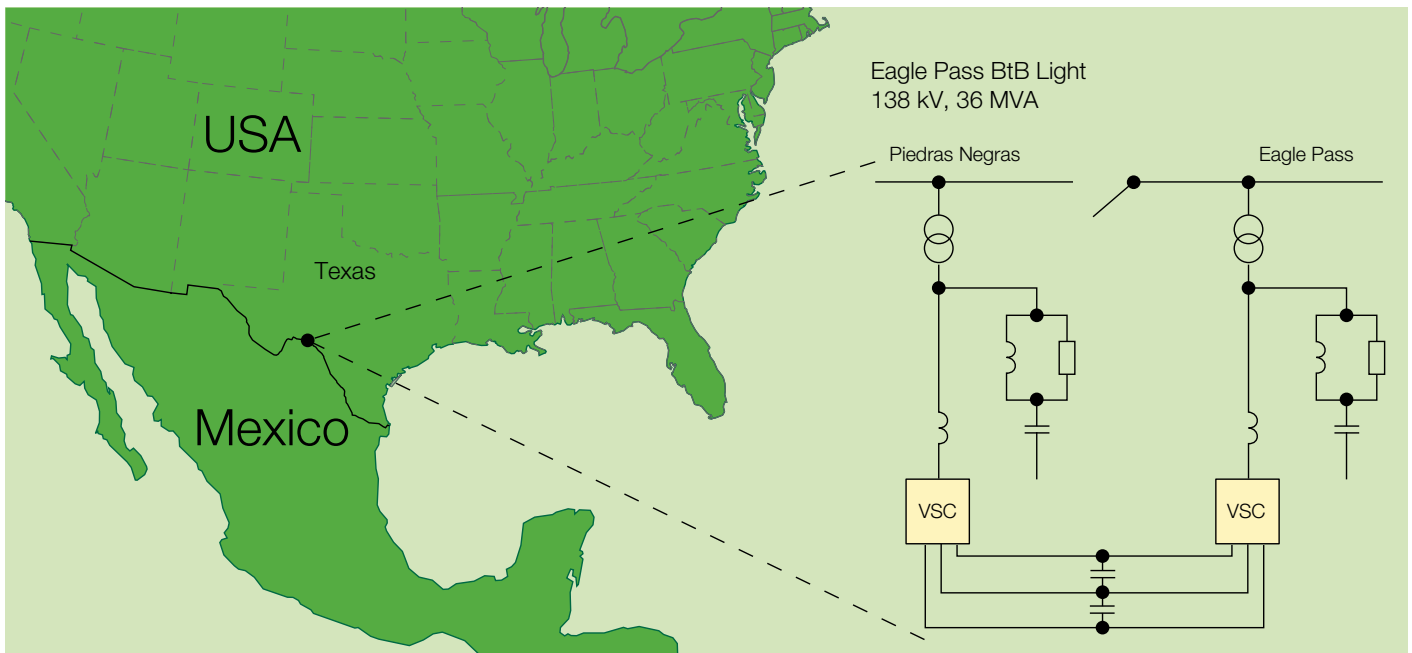 USA
Texas
Mexico
Eagle Pass BtB Light
138 kV, 36 MVA
Piedras Negras
Eagle Pass
VSC
VSC